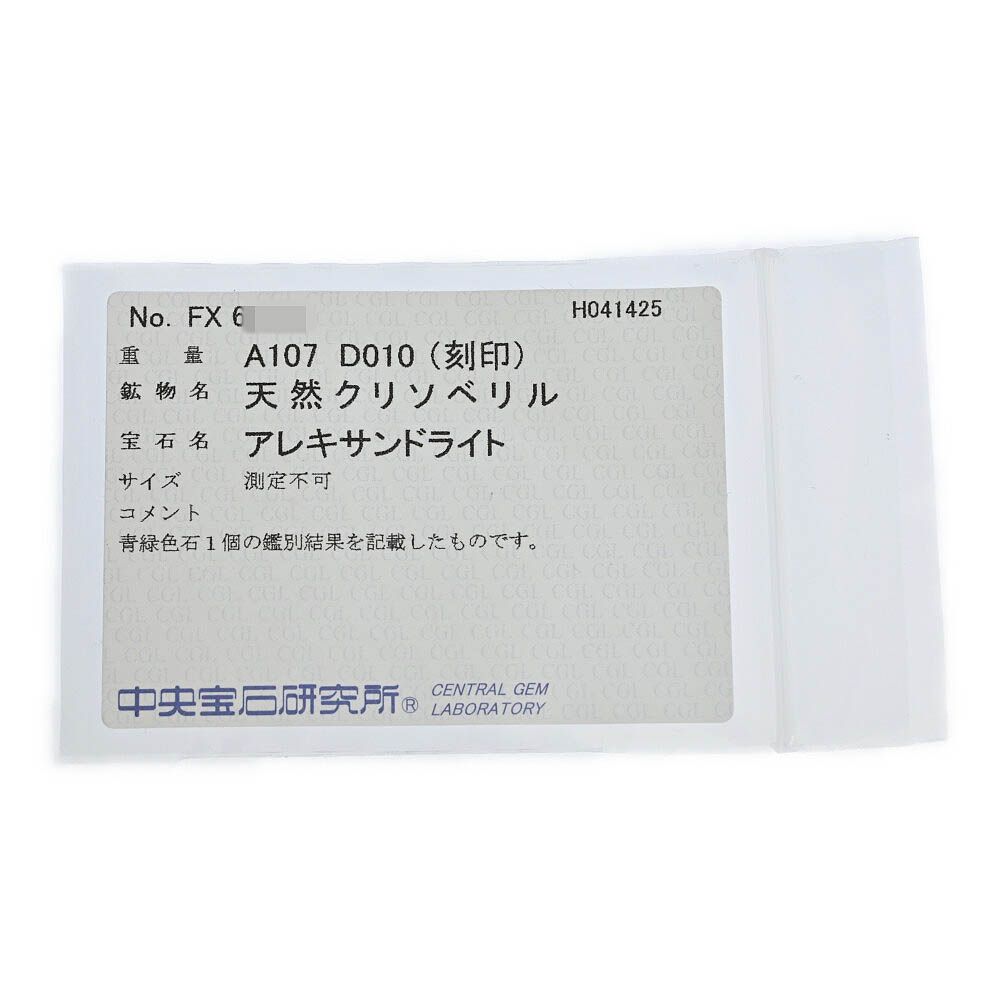 No. FX 6
H041425
重量 A107 D010 (刻印)
鉱物名 天然クリソベリル
宝石名 アレキサンドライト
サイズ 測定不可
コメント
青緑色石1個の鑑別結果を記載したものです。
中央宝石研究所® CENTRAL GEM
LABORATORY